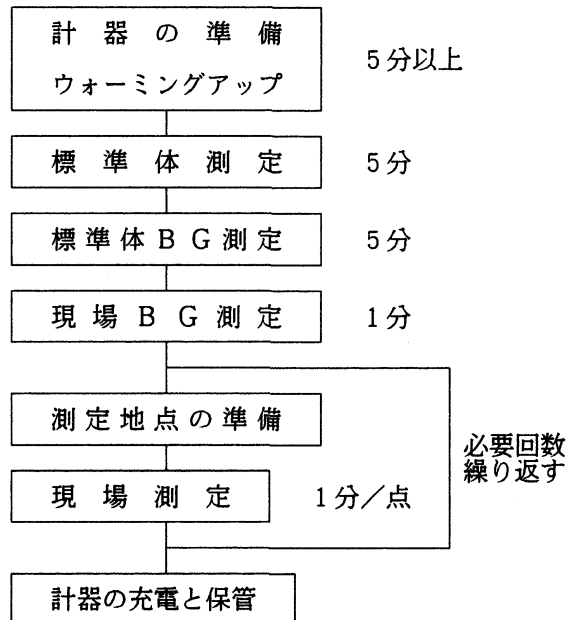 計器の準備
ウォーミングアップ
5分以上
標準体測定
5分
標準体BG測定
5分
現場BG測定
1分
測定地点の準備
現場測定
1分／点
必要回数
繰り返す
計器の充電と保管